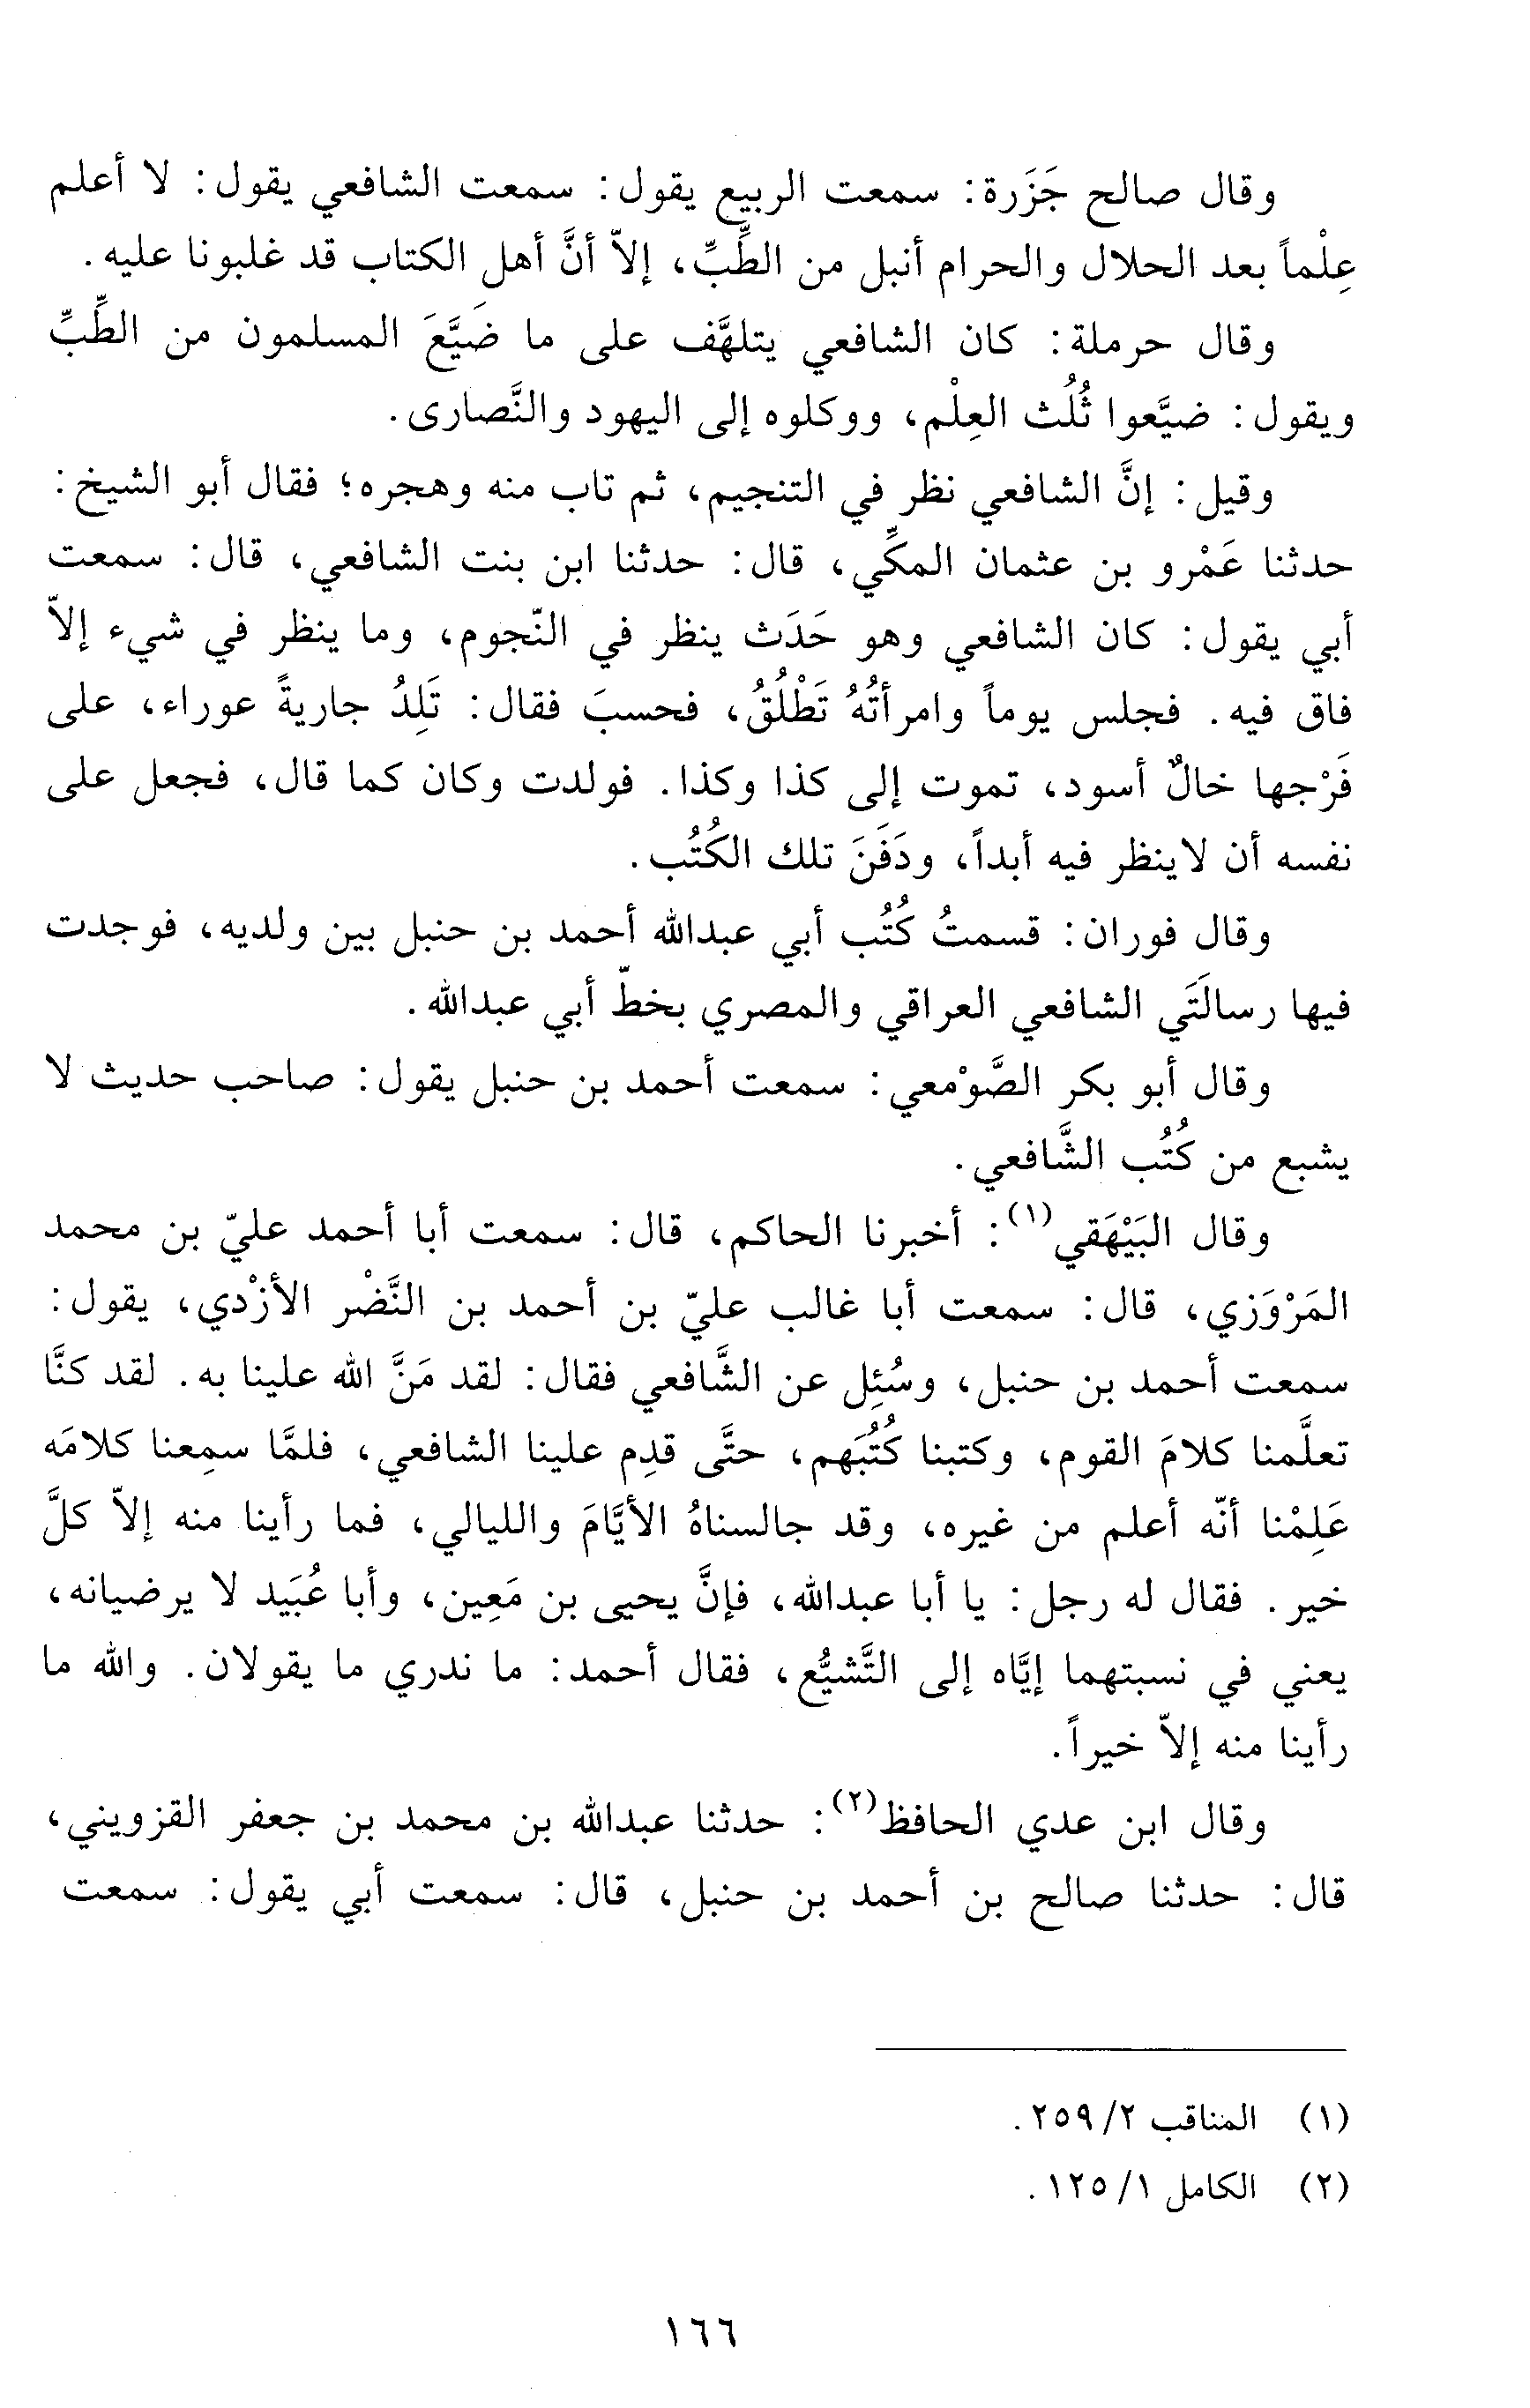 وقال صالح جَزَرة: سمعت الربيع يقول: سمعت الشافعي يقول: لا أعلم
عِلْماً بعد الحلال والحرام أنبل من الطِّبِّ، إلاّ أنَّ أهل الكتاب قد غلبونا عليه.
وقال حرملة: كان الشافعي يتلهَّف على ما ضَيَّعَ المسلمون من الطِّبِّ
ويقول: ضيَّعوا ثُلُث العِلْم، ووكلوه إلى اليهود والنَّصارى.
وقيل: إنَّ الشافعي نظر في التنجيم، ثم تاب منه وهجره؛ فقال أبو الشيخ:
حدثنا عَمْرو بن عثمان المكِّي، قال: حدثنا ابن بنت الشافعي، قال: سمعت
أبي يقول: كان الشافعي وهو حَدَث ينظر في النّجوم، وما ينظر في شيء إلاّ
فاق فيه. فجلس يوماً وامرأتُهُ تَطْلُقُ، فحسبَ فقال: تَلِدُ جاريةً عوراء، على
فَرْجها خالٌ أسود، تموت إلى كذا وكذا. فولدت وكان كما قال، فجعل على
نفسه أن لاينظر فيه أبداً، ودَفَنَ تلك الكُتُب.
وقال فوران: قسمتُ كُتُب أبي عبدالله أحمد بن حنبل بين ولديه، فوجدت
فيها رسالَتَي الشافعي العراقي والمصري بخطّ أبي عبدالله.
وقال أبو بكر الصَّوْمعي: سمعت أحمد بن حنبل يقول: صاحب حديث لا
يشبع من كُتُب الشَّافعي.
وقال البَيْهَقي(١): أخبرنا الحاكم، قال: سمعت أبا أحمد عليّ بن محمد
المَرْوَزي، قال: سمعت أبا غالب عليّ بن أحمد بن النَّضْر الأزْدي، يقول:
سمعت أحمد بن حنبل، وسُئِل عن الشَّافعي فقال: لقد مَنَّ الله علينا به. لقد كنَّا
تعلَّمنا كلامَ القوم، وكتبنا كُتُبَهم، حتَّى قدِم علينا الشافعي، فلمَّا سمِعنا كلامَه
عَلِمْنا أنّه أعلم من غيره، وقد جالسناهُ الأيَّامَ والليالي، فما رأينا منه إلاّ كلَّ
خير. فقال له رجل: يا أبا عبدالله، فإنَّ يحيى بن مَعِين، وأبا عُبَيد لا يرضيانه،
يعني في نسبتهما إيَّاه إلى التَّشيُّع، فقال أحمد: ما ندري ما يقولان. والله ما
رأينا منه إلاّ خيراً.
وقال ابن عدي الحافظ(٢): حدثنا عبدالله بن محمد بن جعفر القزويني،
قال: حدثنا صالح بن أحمد بن حنبل، قال: سمعت أبي يقول: سمعت
(١) المناقب ٢/ ٢٥٩.
(٢) الكامل ١/ ١٢٥.
١٦٦